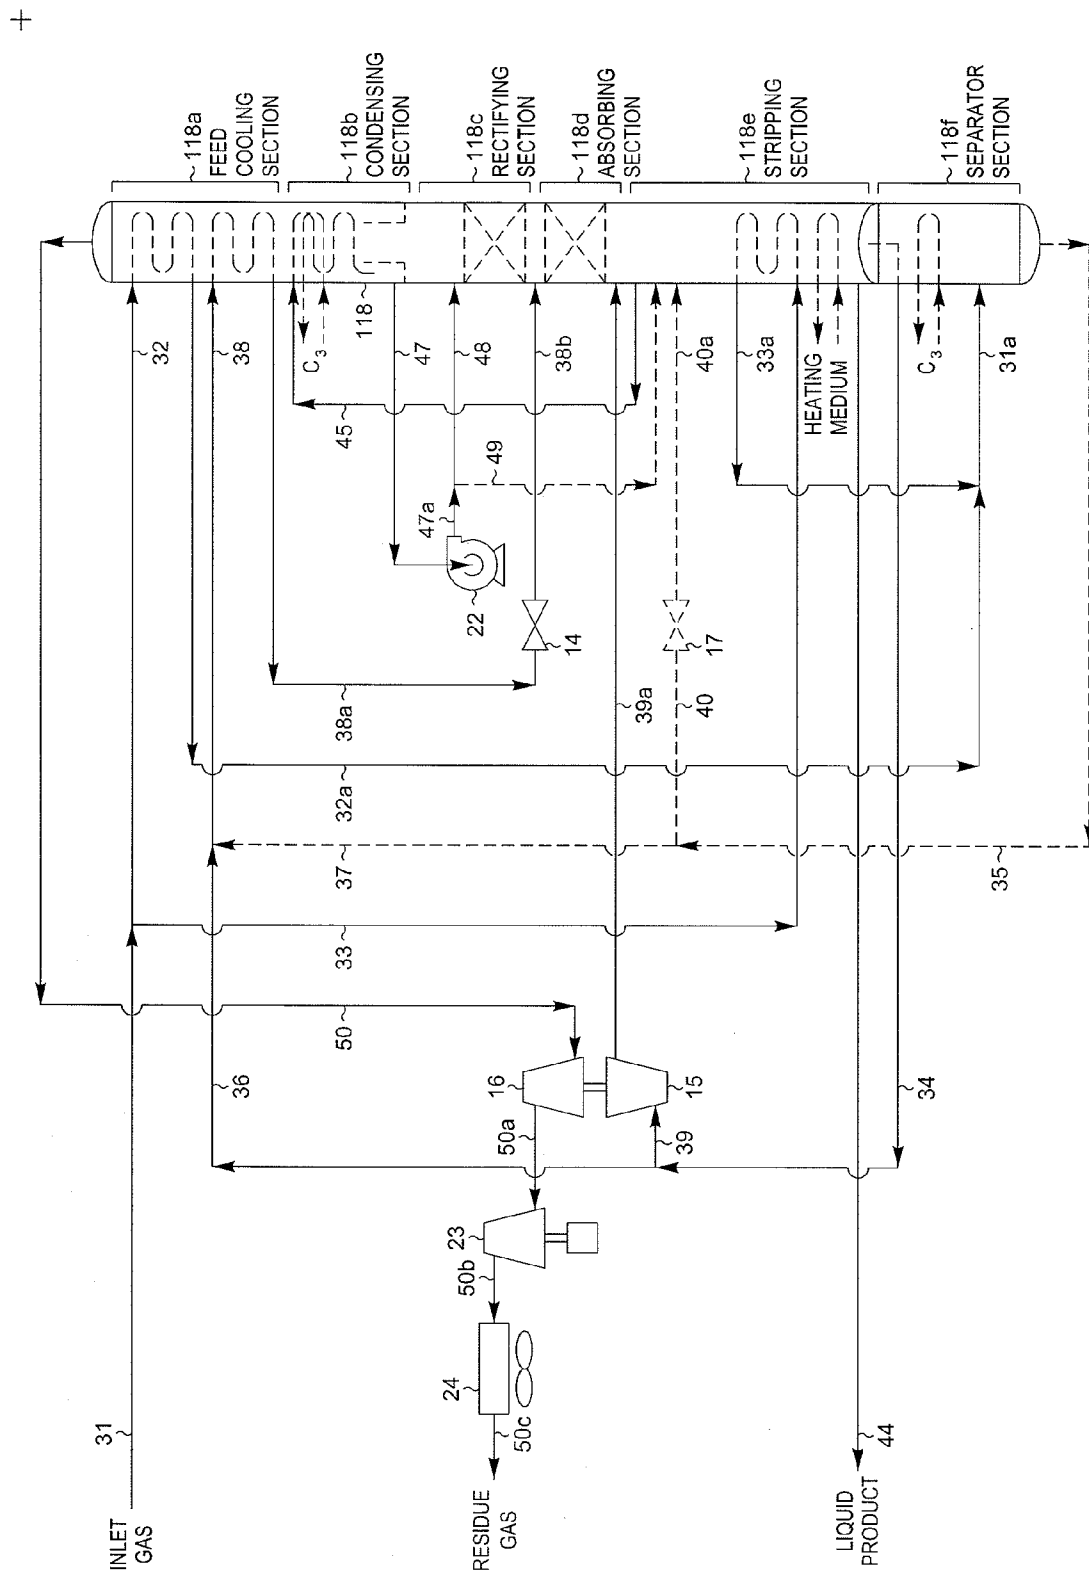 118a
FEED
COOLING
SECTION
118b
CONDENSING
SECTION
118c
RECTIFYING
SECTION
118d
ABSORBING
SECTION
118e
STRIPPING
SECTION
118f
SEPARATOR
SECTION
32
38
C3
118
47
48
38b
40a
33a
HEATING
MEDIUM
C3
31a
45
49
47a
22
14
17
38a
39a
40
32a
37
35
33
50
36
16
15
34
50a
39
23
50b
24
50c
31
44
INLET
GAS
RESIDUE
GAS
LIQUID
PRODUCT